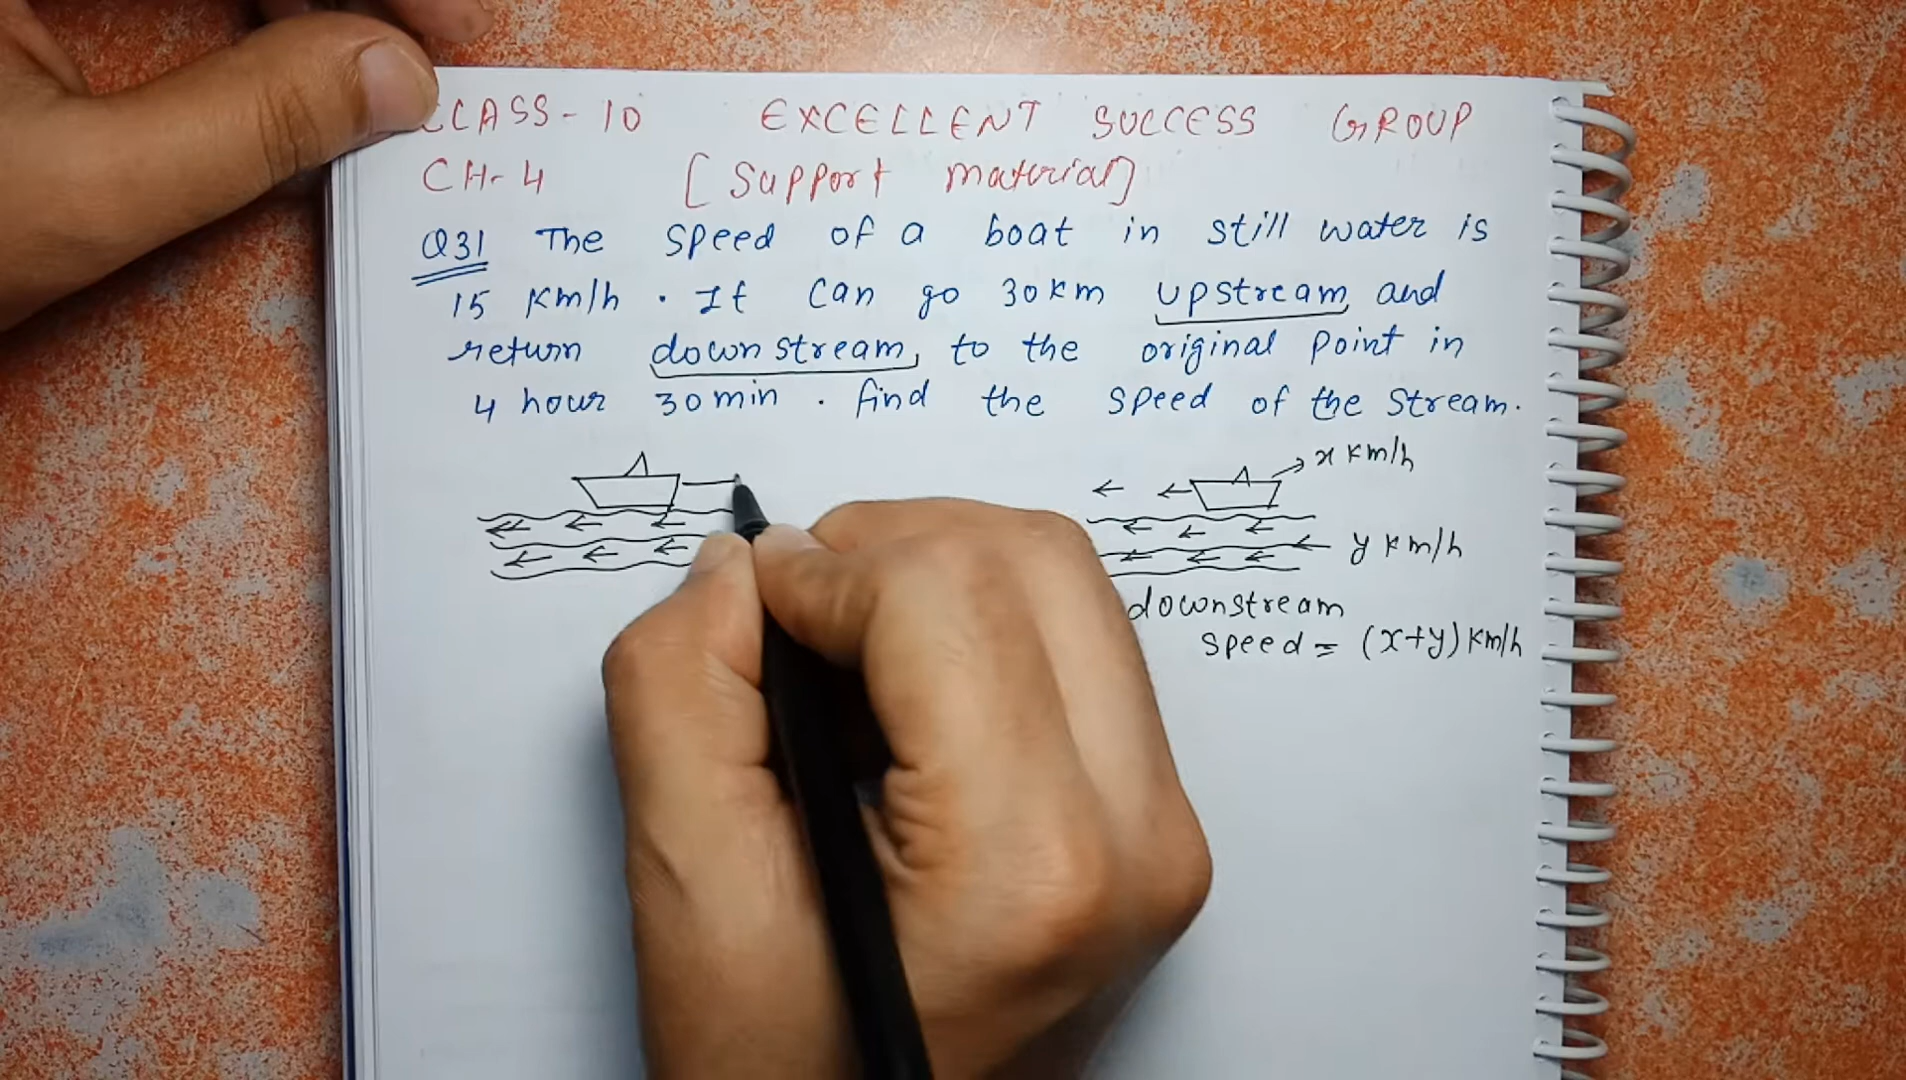 CLASS-10 EXCELLENT SUCCESS GROUP
CH-4 [Support material]
Q31 The speed of a boat in still water is
15 Km/h . It can go 30km upstream and
return downstream, to the original point in
4 hour 30min . find the speed of the stream.
x km/h
y km/h
downstream
speed = (x+y) km/h